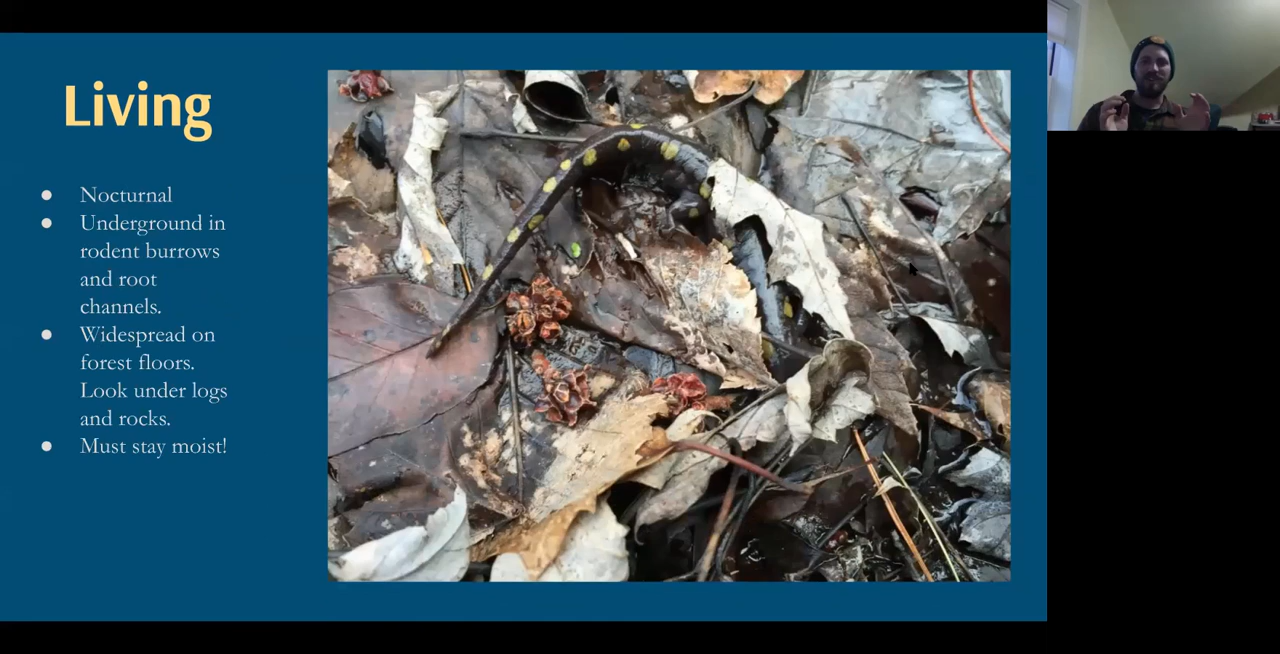 Living
● Nocturnal
● Underground in
rodent burrows
and root
channels.
● Widespread on
forest floors.
Look under logs
and rocks.
● Must stay moist!